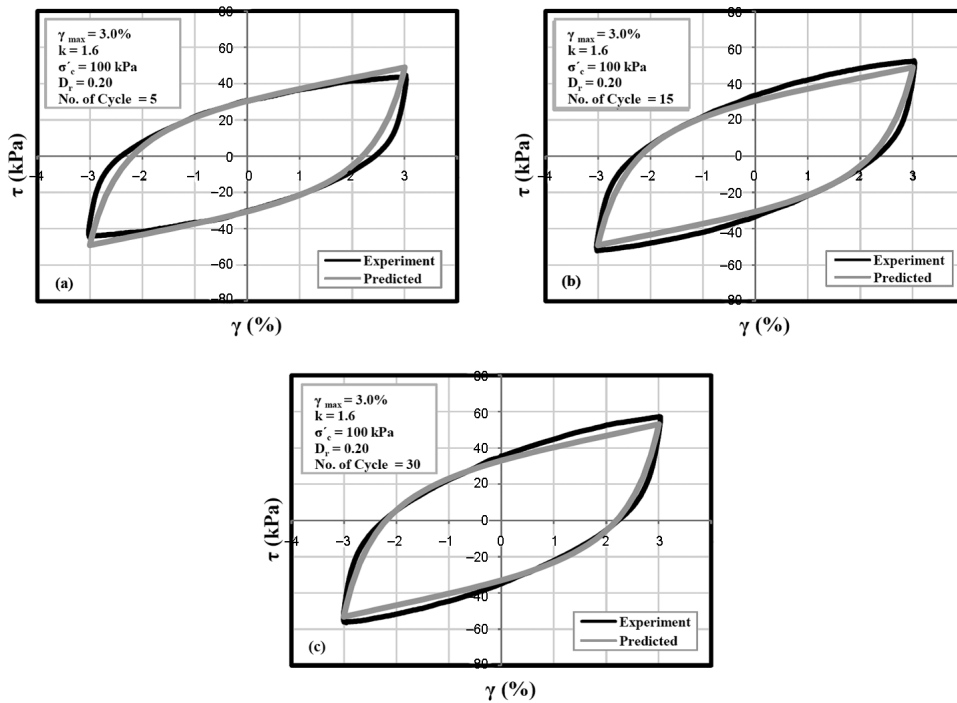 γ max = 3.0%
k = 1.6
σ´c = 100 kPa
Dr = 0.20
No. of Cycle = 5
80
60
40
20
0
−20
−40
−60
−80
−4 −3 −2 −1 0 1 2 3
τ (kPa)
γ (%)
Experiment
Predicted
(a)
γ max = 3.0%
k = 1.6
σ´c = 100 kPa
Dr = 0.20
No. of Cycle = 15
80
60
40
20
0
−20
−40
−60
80
−4 −3 −2 −1 0 1 2 3
τ (kPa)
γ (%)
Experiment
Predicted
(b)
γ max = 3.0%
k = 1.6
σ´c = 100 kPa
Dr = 0.20
No. of Cycle = 30
80
60
40
20
0
−20
−40
−60
80
−4 −3 −2 −1 0 1 2 3
τ (kPa)
γ (%)
Experiment
Predicted
(c)